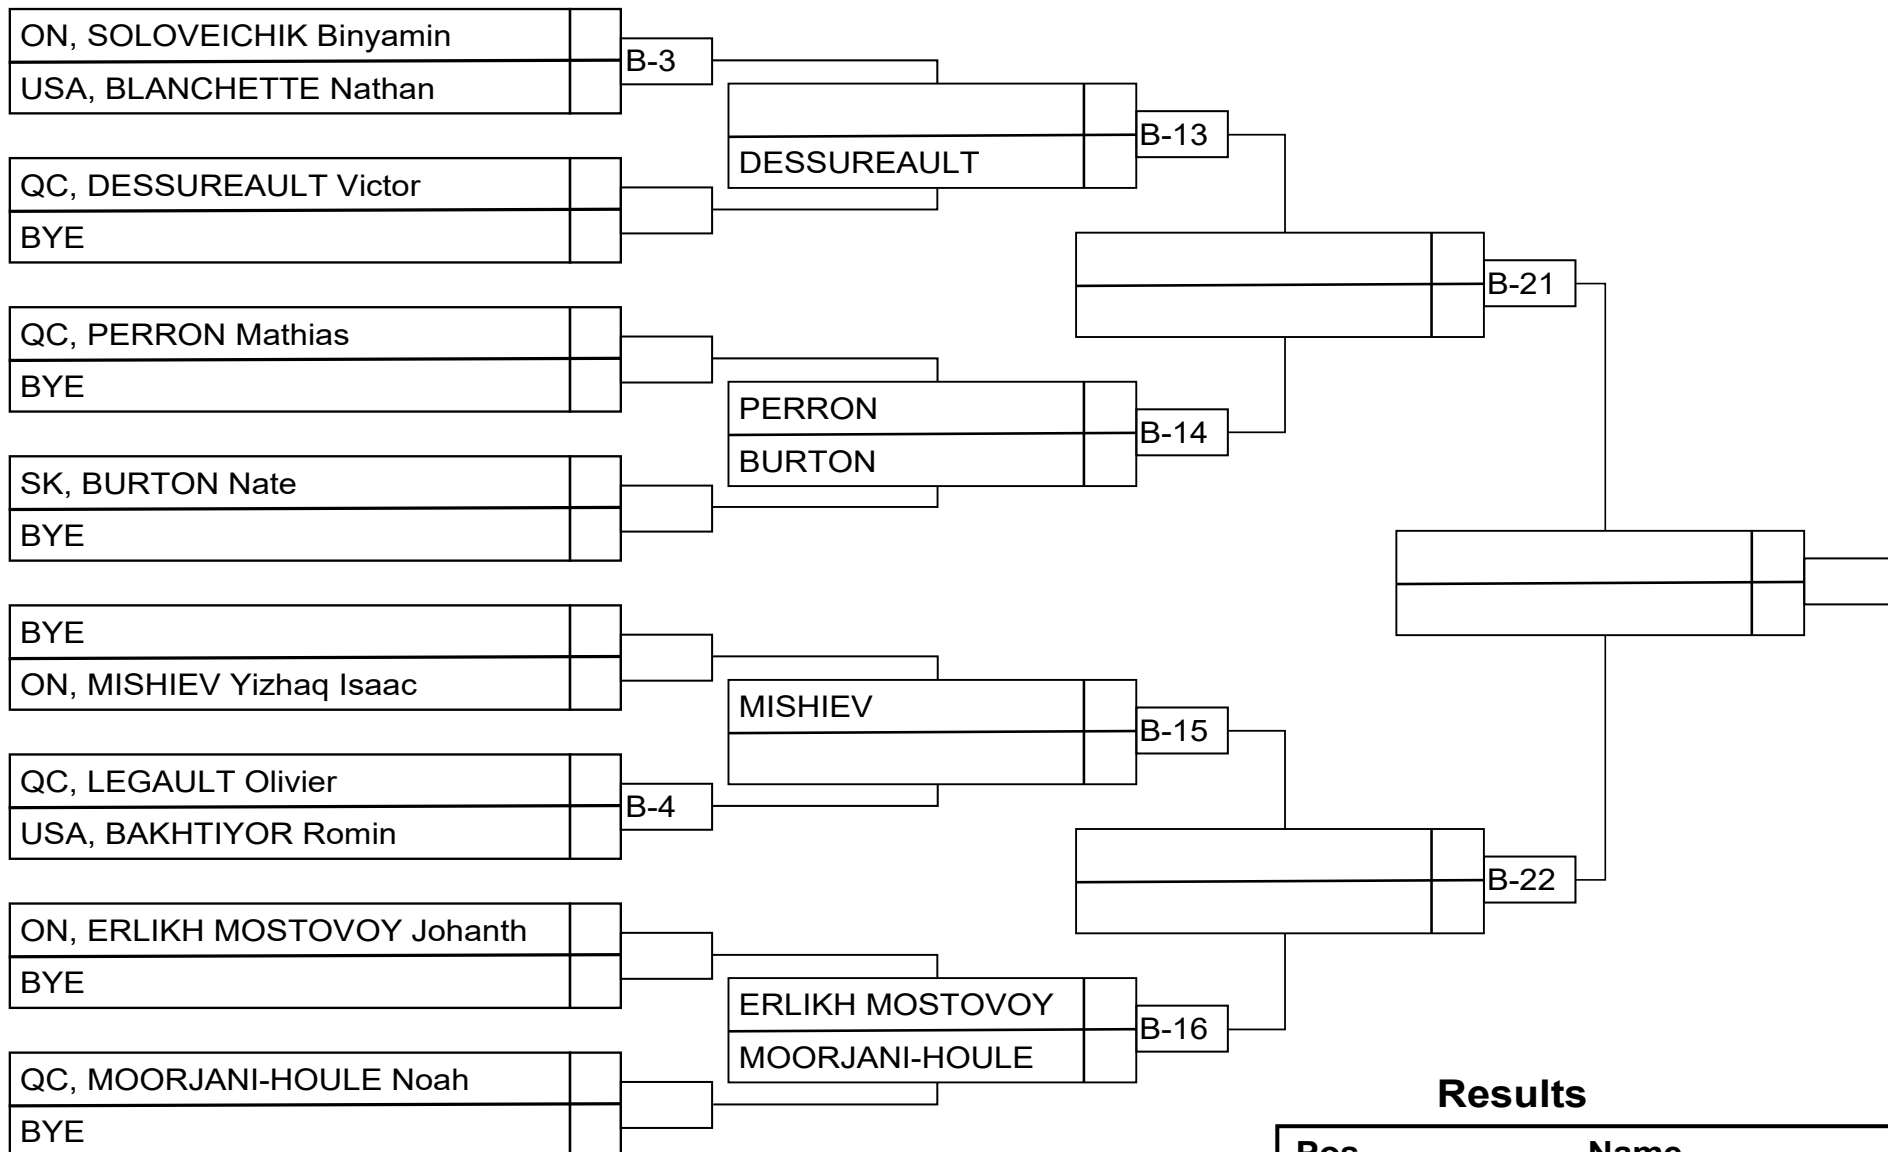 ON, SOLOVEICHIK Binyamin
USA, BLANCHETTE Nathan
B-3
QC, DESSUREAULT Victor
BYE
DESSUREAULT
B-13
QC, PERRON Mathias
BYE
SK, BURTON Nate
BYE
PERRON
BURTON
B-14
B-21
BYE
ON, MISHIEV Yizhaq Isaac
QC, LEGAULT Olivier
USA, BAKHTIYOR Romin
B-4
MISHIEV
B-15
ON, ERLIKH MOSTOVOY Johanth
BYE
QC, MOORJANI-HOULE Noah
BYE
ERLIKH MOSTOVOY
MOORJANI-HOULE
B-16
B-22
Results
Pos Name